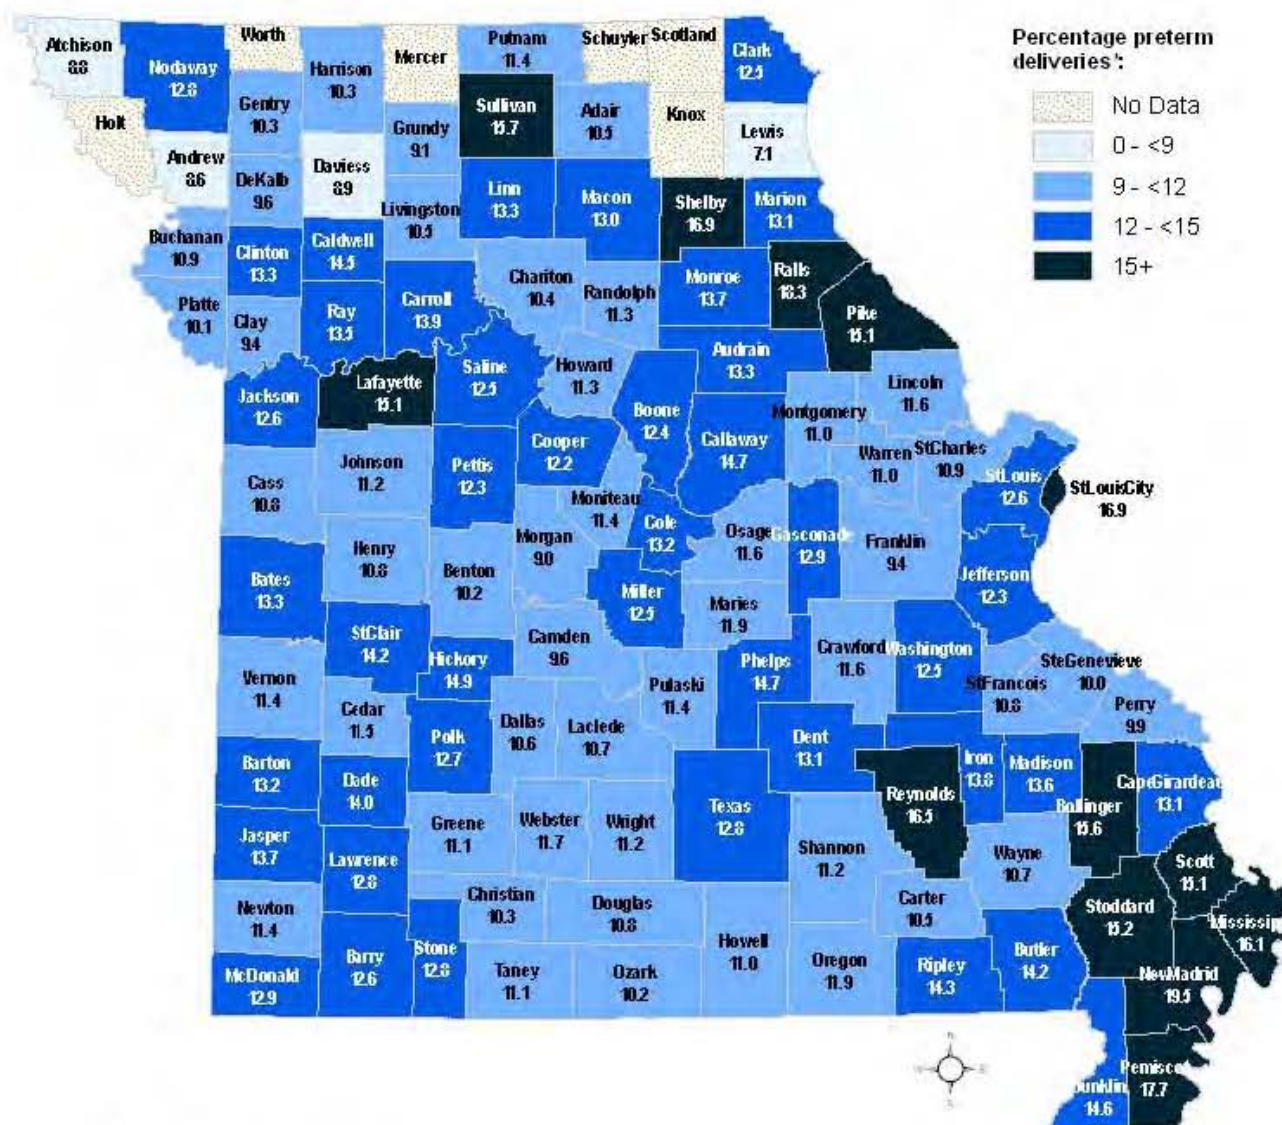 Percentage preterm
deliveries*:
No Data
0 - <9
9 - <12
12 - <15
15+
Atchison
8.8
Nodaway
12.8
Worth
Harrison
10.3
Mercer
Putnam
11.4
Schuyler
Scotland
Clark
12.5
Holt
Gentry
10.3
Grundy
9.1
Sullivan
15.7
Adair
10.5
Knox
Lewis
7.1
Andrew
8.6
DeKalb
9.6
Daviess
8.9
Livingston
10.5
Linn
13.3
Macon
13.0
Shelby
16.9
Marion
13.1
Buchanan
10.9
Clinton
13.3
Caldwell
14.5
Chariton
10.4
Randolph
11.3
Monroe
13.7
Ralls
18.3
Pike
15.1
Platte
10.1
Clay
9.4
Ray
13.5
Carroll
13.9
Audrain
13.3
Jackson
12.6
Lafayette
15.1
Saline
12.5
Howard
11.3
Boone
12.4
Callaway
14.7
Montgomery
11.0
Lincoln
11.6
Cass
10.8
Johnson
11.2
Pettis
12.3
Cooper
12.2
Moniteau
11.4
Warren
11.0
StCharles
10.9
StLouis
12.6
StLouisCity
16.9
Henry
10.8
Benton
10.2
Morgan
9.0
Cole
13.2
Osage
11.6
Gasconad
12.9
Franklin
9.4
Jefferson
12.3
Bates
13.3
Miller
12.5
Maries
11.9
StClair
14.2
Hickory
14.9
Camden
9.6
Phelps
14.7
Crawford
11.6
Washington
12.5
SteGenevieve
10.0
StFrancois
10.8
Perry
9.9
Vernon
11.4
Cedar
11.5
Polk
12.7
Dallas
10.6
Laclede
10.7
Pulaski
11.4
Dent
13.1
Iron
13.8
Madison
13.6
Bollinger
15.6
CapeGirardeau
13.1
Barton
13.2
Dade
14.0
Greene
11.1
Webster
11.7
Wright
11.2
Texas
12.8
Shannon
11.2
Reynolds
16.5
Wayne
10.7
Jasper
13.7
Lawrence
12.8
Christian
10.3
Douglas
10.8
Howell
11.0
Carter
10.5
Stoddard
15.2
Scott
15.1
Mississip
16.1
Newton
11.4
McDonald
12.9
Barry
12.6
Stone
12.8
Taney
11.1
Ozark
10.2
Oregon
11.9
Ripley
14.3
Butler
14.2
NewMadrid
19.5
Dunklin
14.6
Pemiscot
17.7